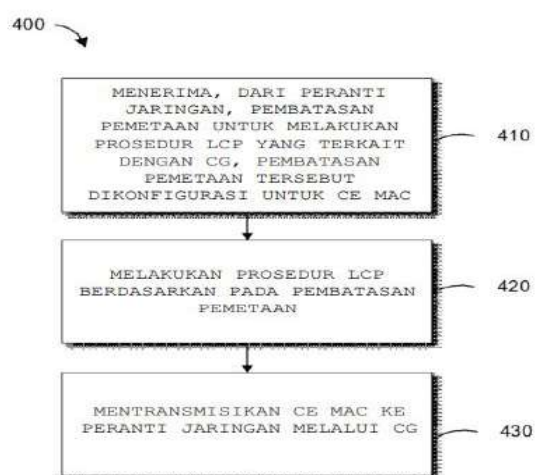 400
MENERIMA, DARI PERANTI
JARINGAN, PEMBATASAN
PEMETAAN UNTUK MELAKUKAN
PROSEDUR LCP YANG TERKAIT
DENGAN CG, PEMBATASAN
PEMETAAN TERSEBUT
DIKONFIGURASI UNTUK CE MAC
410
MELAKUKAN PROSEDUR LCP
BERDASARKAN PADA PEMBATASAN
PEMETAAN
420
MENTRANSMISIKAN CE MAC KE
PERANTI JARINGAN MELALUI CG
430